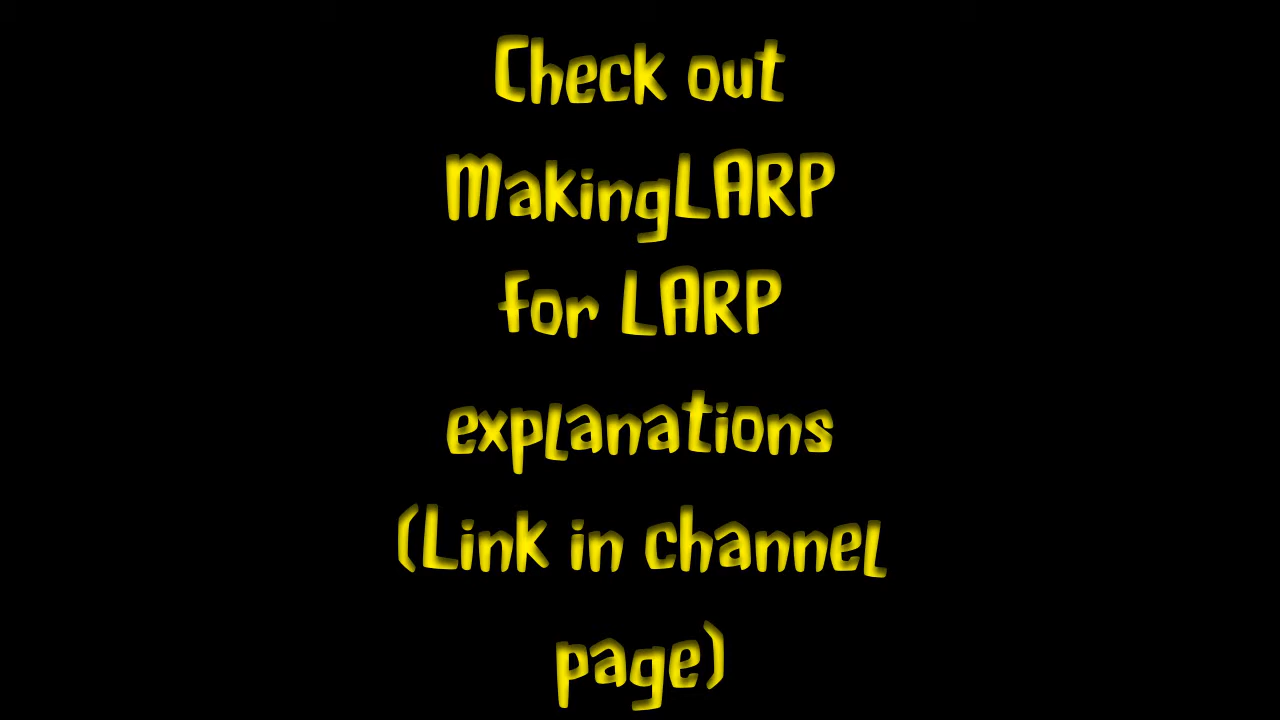 Check out
MakingLARP
for LARP
explanations
(Link in channel
page)